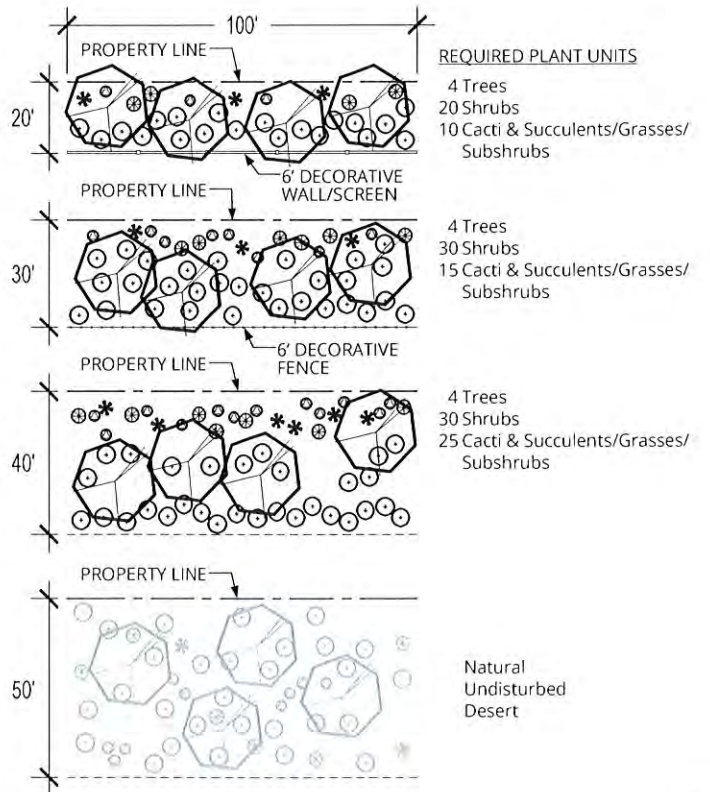 100'
PROPERTY LINE
REQUIRED PLANT UNITS
20'
4 Trees
20 Shrubs
10 Cacti & Succulents/Grasses/
Subshrubs
6' DECORATIVE
WALL/SCREEN
PROPERTY LINE
30'
4 Trees
30 Shrubs
15 Cacti & Succulents/Grasses/
Subshrubs
6' DECORATIVE
FENCE
PROPERTY LINE
40'
4 Trees
30 Shrubs
25 Cacti & Succulents/Grasses/
Subshrubs
PROPERTY LINE
50'
Natural
Undisturbed
Desert